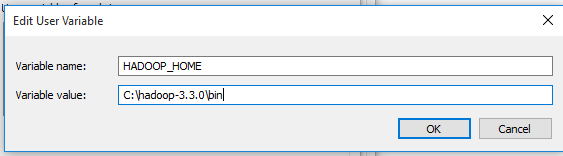 Edit User Variable
Variable name:
HADOOP_HOME
Variable value:
C:\hadoop-3.3.0\bin
OK
Cancel